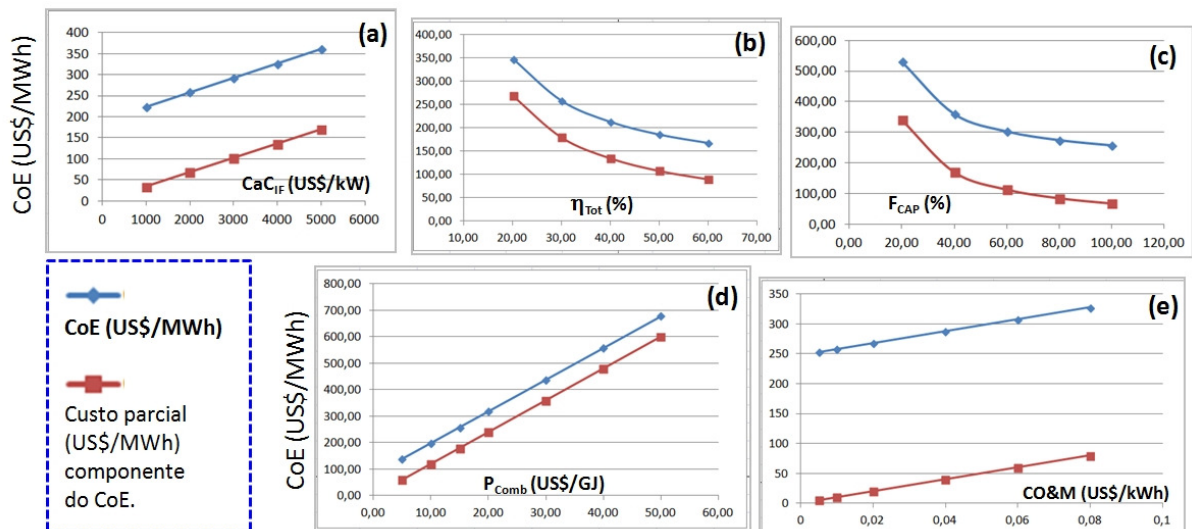 CoE (US$/MWh)
(a)
400
350
300
250
200
150
100
50
0
0 1000 2000 3000 4000 5000 6000
CaC_IF (US$/kW)
(b)
400,00
350,00
300,00
250,00
200,00
150,00
100,00
50,00
0,00
10,00 20,00 30,00 40,00 50,00 60,00 70,00
η_Tot (%)
(c)
600,00
500,00
400,00
300,00
200,00
100,00
0,00
0,00 20,00 40,00 60,00 80,00 100,00 120,00
F_CAP (%)
CoE (US$/MWh)
Custo parcial
(US$/MWh)
componente
do CoE.
CoE (US$/MWh)
(d)
800,00
700,00
600,00
500,00
400,00
300,00
200,00
100,00
0,00
0,00 10,00 20,00 30,00 40,00 50,00 60,00
P_Comb (US$/GJ)
(e)
350
300
250
200
150
100
50
0
0 0,02 0,04 0,06 0,08 0,1
CO&M (US$/kWh)